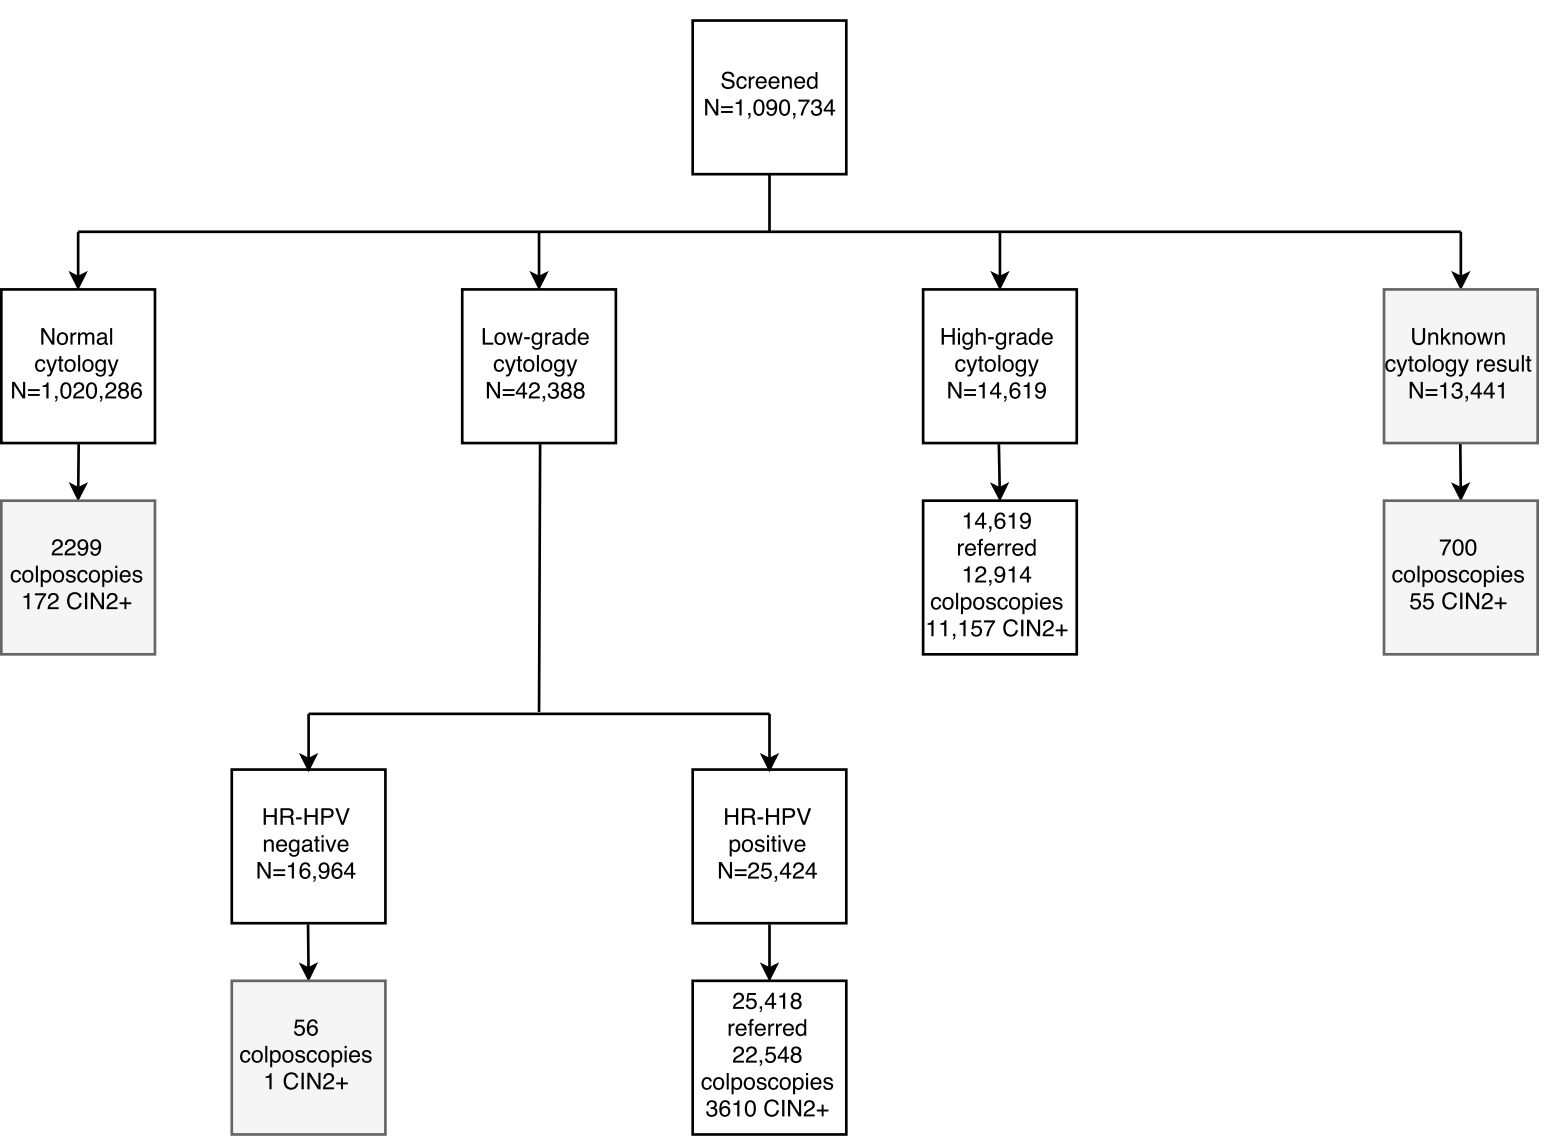 Screened
N=1,090,734
Normal
cytology
N=1,020,286
Low-grade
cytology
N=42,388
High-grade
cytology
N=14,619
Unknown
cytology result
N=13,441
2299
colposcopies
172 CIN2+
14,619
referred
12,914
colposcopies
11,157 CIN2+
700
colposcopies
55 CIN2+
HR-HPV
negative
N=16,964
HR-HPV
positive
N=25,424
56
colposcopies
1 CIN2+
25,418
referred
22,548
colposcopies
3610 CIN2+